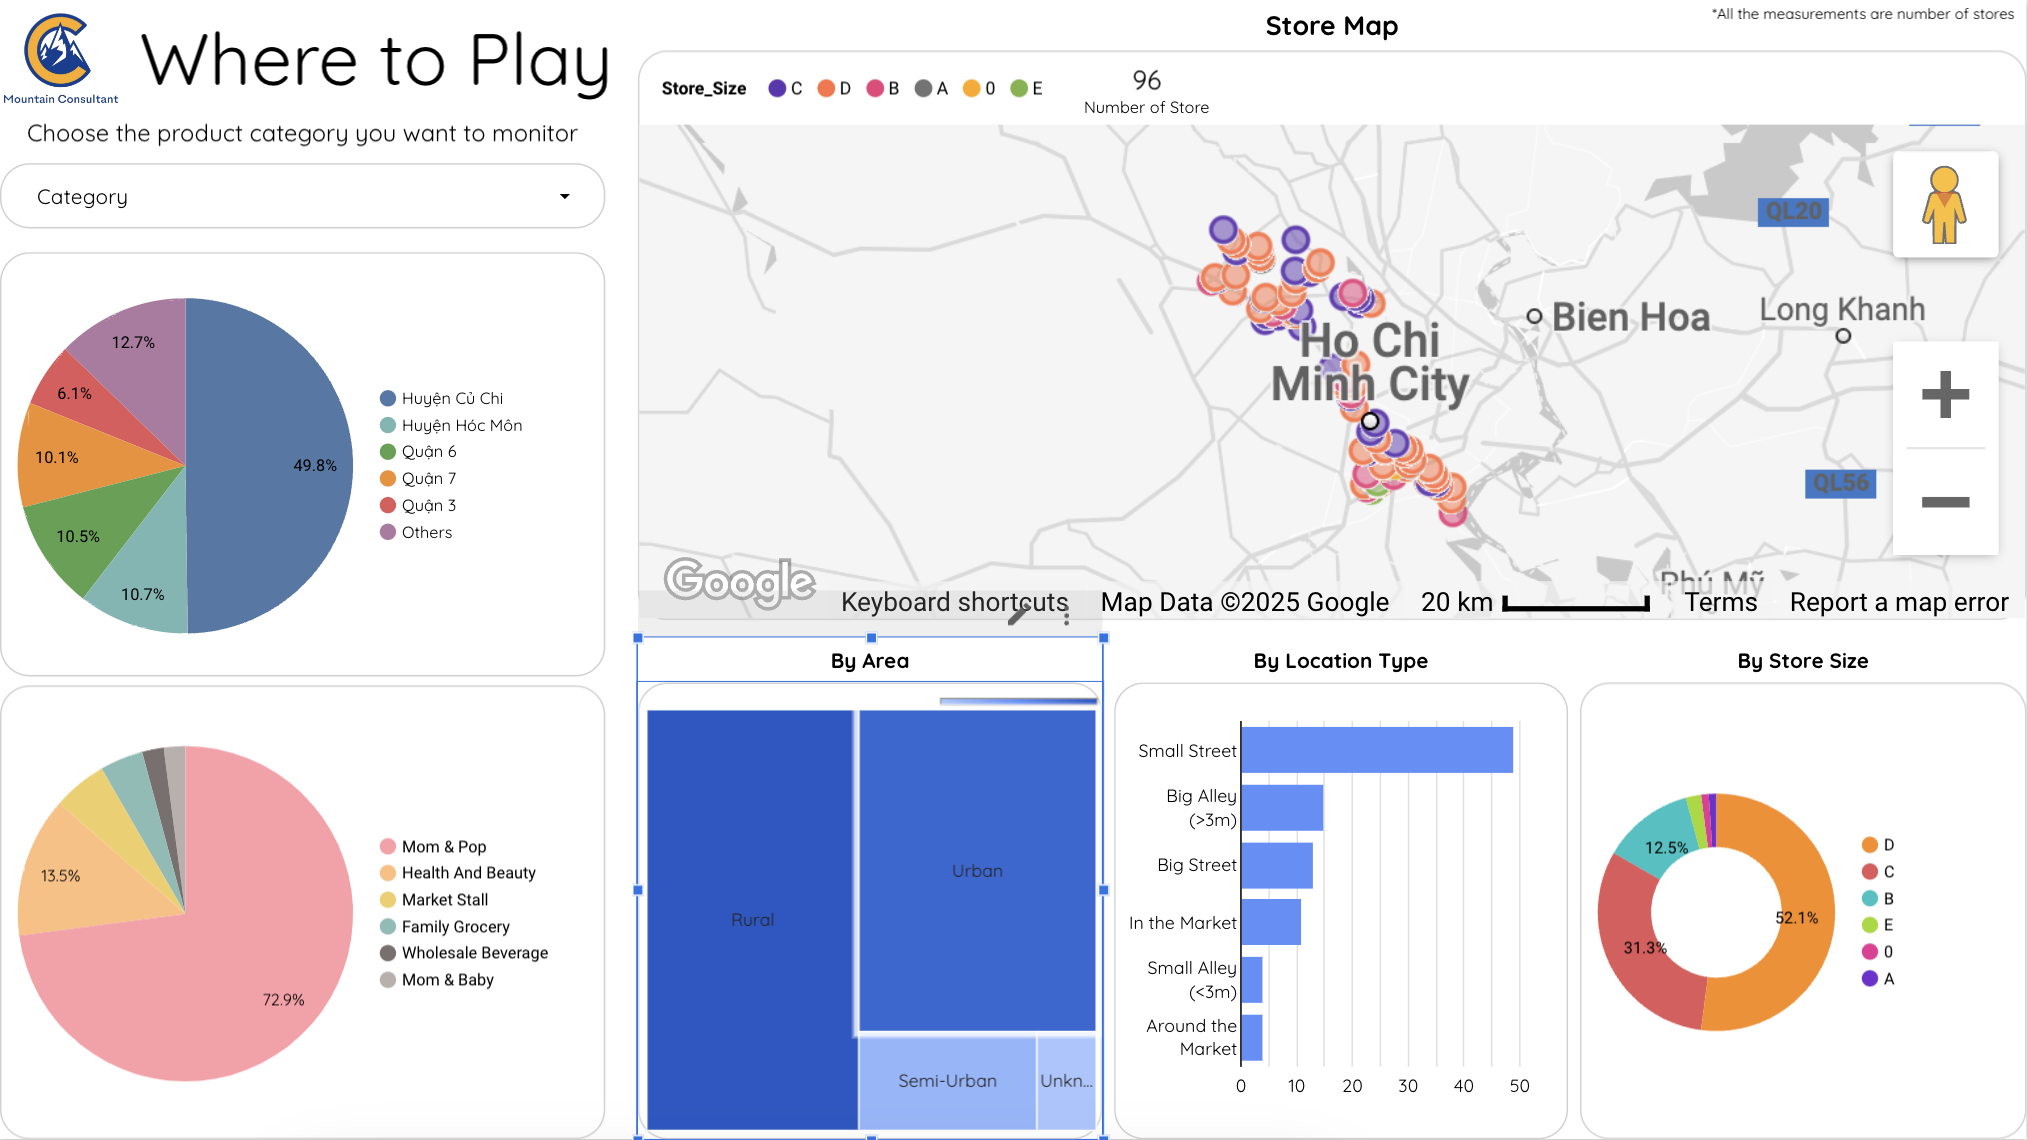 Mountain Consultant
Where to Play
Choose the product category you want to monitor
Category
12.7%
6.1%
10.1%
10.5%
10.7%
49.8%
Huyện Củ Chi
Huyện Hóc Môn
Quận 6
Quận 7
Quận 3
Others
13.5%
72.9%
Mom & Pop
Health And Beauty
Market Stall
Family Grocery
Wholesale Beverage
Mom & Baby
Store Map
*All the measurements are number of stores
Store_Size C D B A 0 E
96
Number of Store
QL20
Bien Hoa
Long Khanh
Ho Chi
Minh City
QL56
Phú Mỹ
Google
Keyboard shortcuts Map Data ©2025 Google 20 km Terms Report a map error
By Area
Rural
Urban
Semi-Urban
Unkn...
By Location Type
Small Street
Big Alley
(>3m)
Big Street
In the Market
Small Alley
(<3m)
Around the
Market
0 10 20 30 40 50
By Store Size
12.5%
31.3%
52.1%
D
C
B
E
0
A